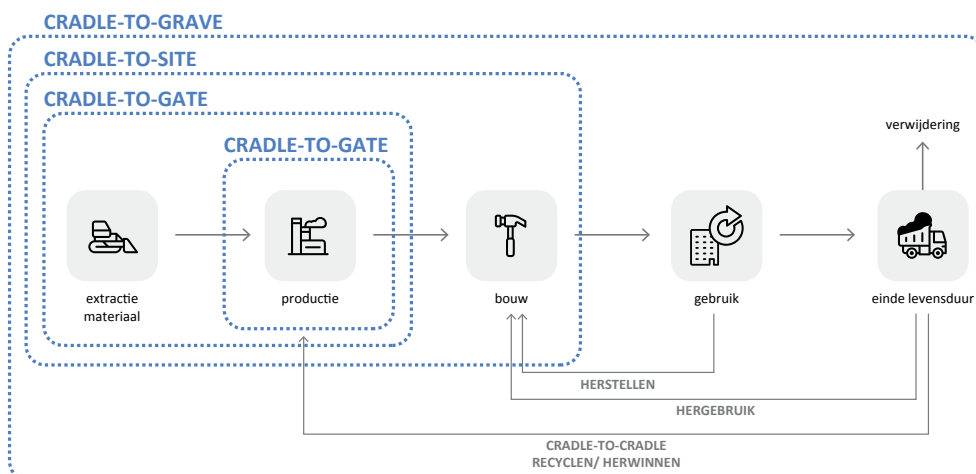 CRADLE-TO-GRAVE
CRADLE-TO-SITE
CRADLE-TO-GATE
CRADLE-TO-GATE
verwijdering
extractie
materiaal
productie
bouw
gebruik
einde levensduur
HERSTELLEN
HERGEBRUIK
CRADLE-TO-CRADLE
RECYCLEN/ HERWINNEN